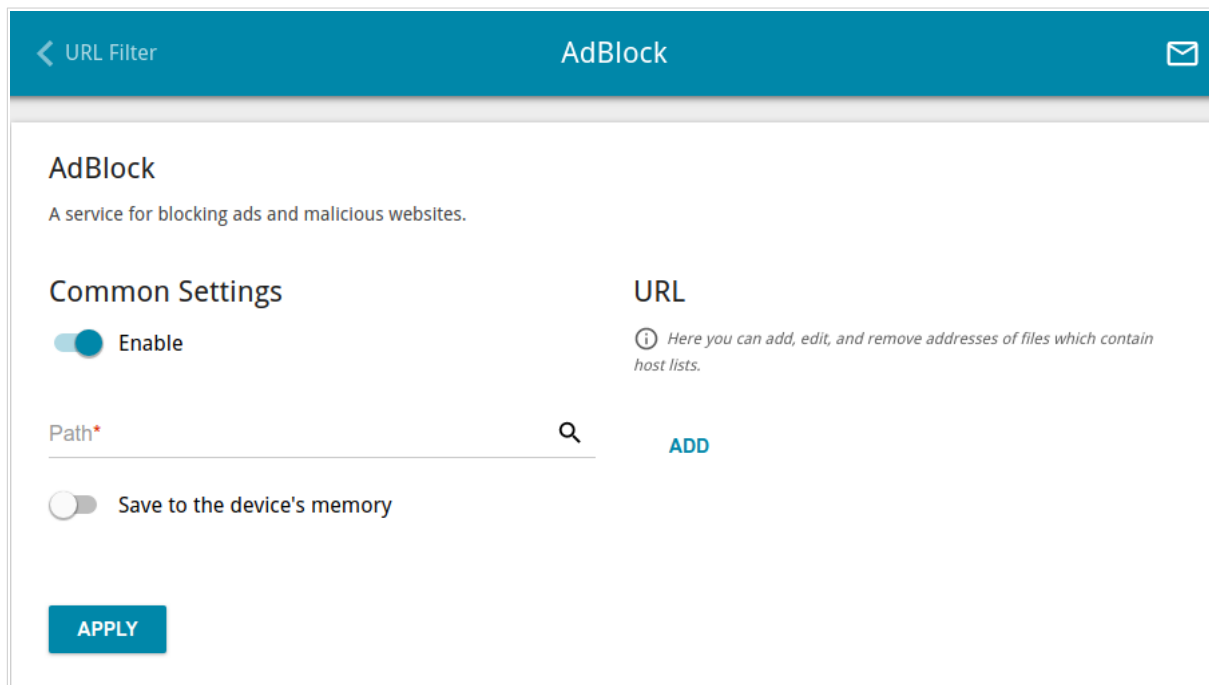 URL Filter
AdBlock
AdBlock
A service for blocking ads and malicious websites.
Common Settings
Enable
Path*
Save to the device's memory
APPLY
URL
Here you can add, edit, and remove addresses of files which contain
host lists.
ADD